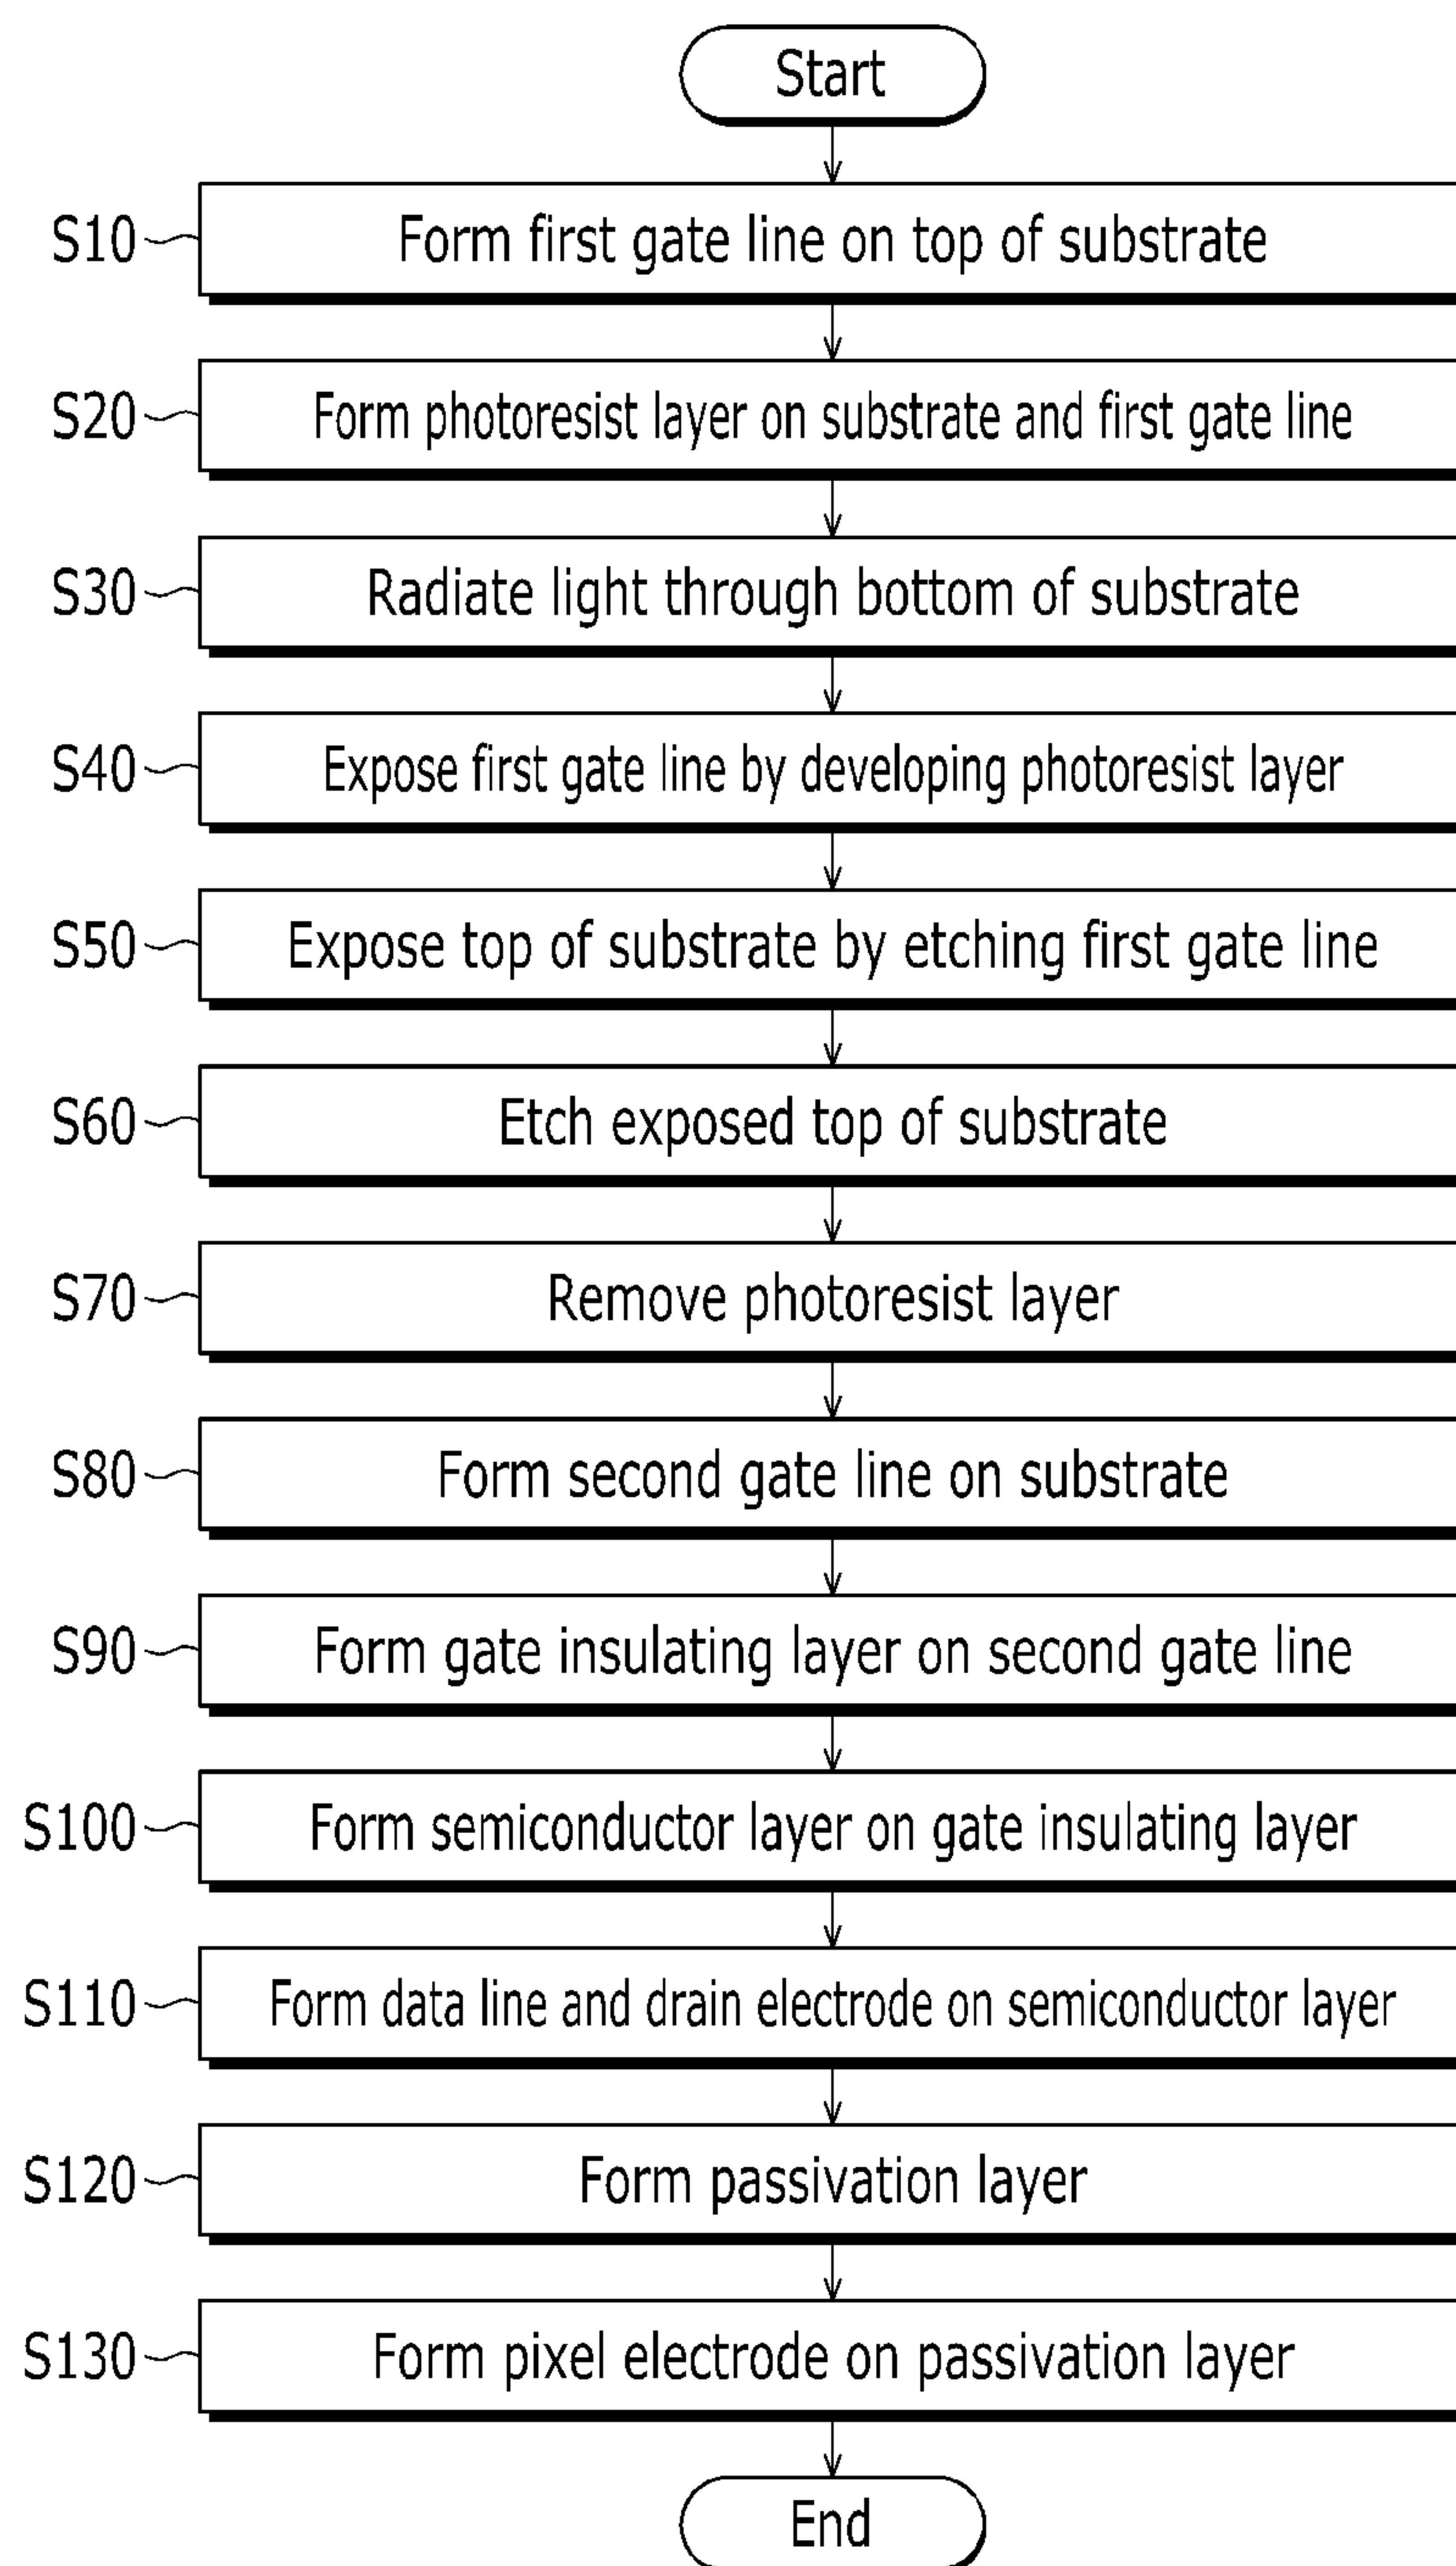 Start
S10 Form first gate line on top of substrate
S20 Form photoresist layer on substrate and first gate line
S30 Radiate light through bottom of substrate
S40 Expose first gate line by developing photoresist layer
S50 Expose top of substrate by etching first gate line
S60 Etch exposed top of substrate
S70 Remove photoresist layer
S80 Form second gate line on substrate
S90 Form gate insulating layer on second gate line
S100 Form semiconductor layer on gate insulating layer
S110 Form data line and drain electrode on semiconductor layer
S120 Form passivation layer
S130 Form pixel electrode on passivation layer
End